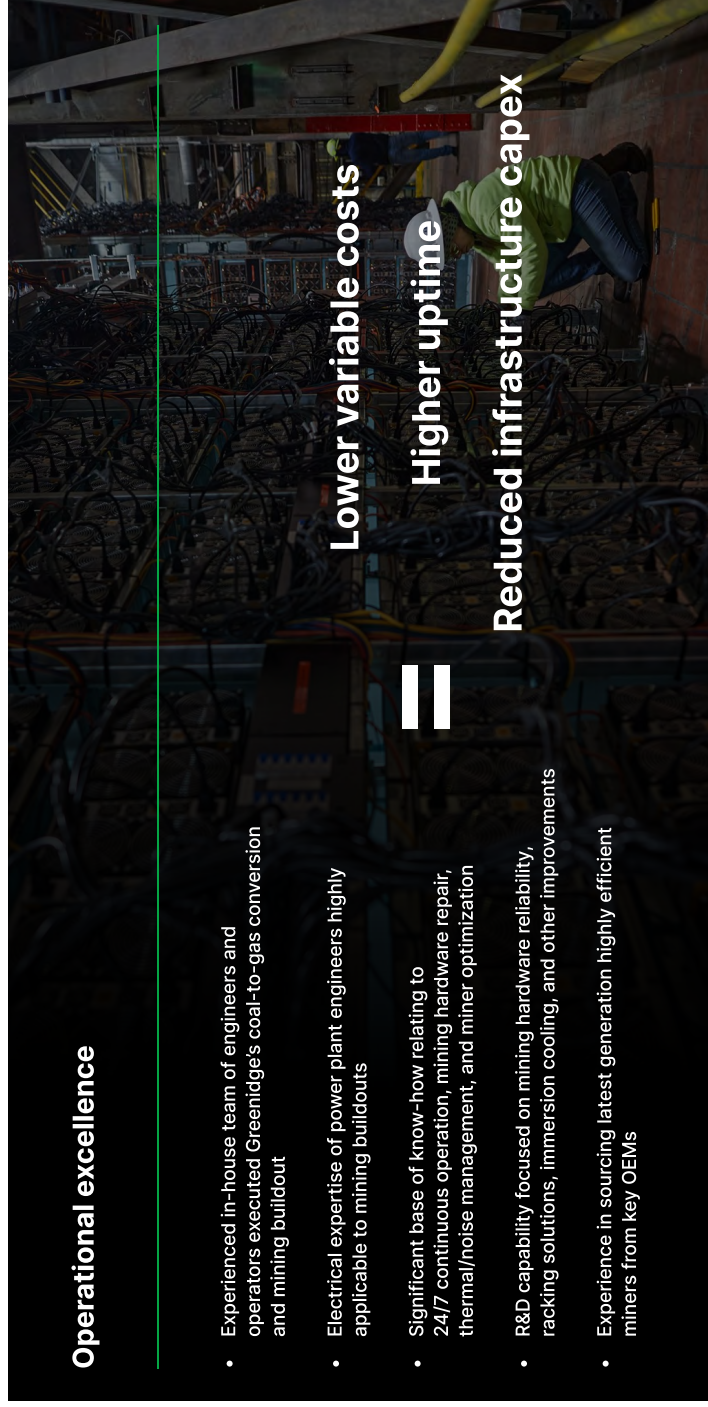 Operational excellence
• Experienced in-house team of engineers and
operators executed Greenidge's coal-to-gas conversion
and mining buildout
• Electrical expertise of power plant engineers highly
applicable to mining buildouts
• Significant base of know-how relating to
24/7 continuous operation, mining hardware repair,
thermal/noise management, and miner optimization
• R&D capability focused on mining hardware reliability,
racking solutions, immersion cooling, and other improvements
• Experience in sourcing latest generation highly efficient
miners from key OEMs
=
Lower variable costs
Higher uptime
Reduced infrastructure capex